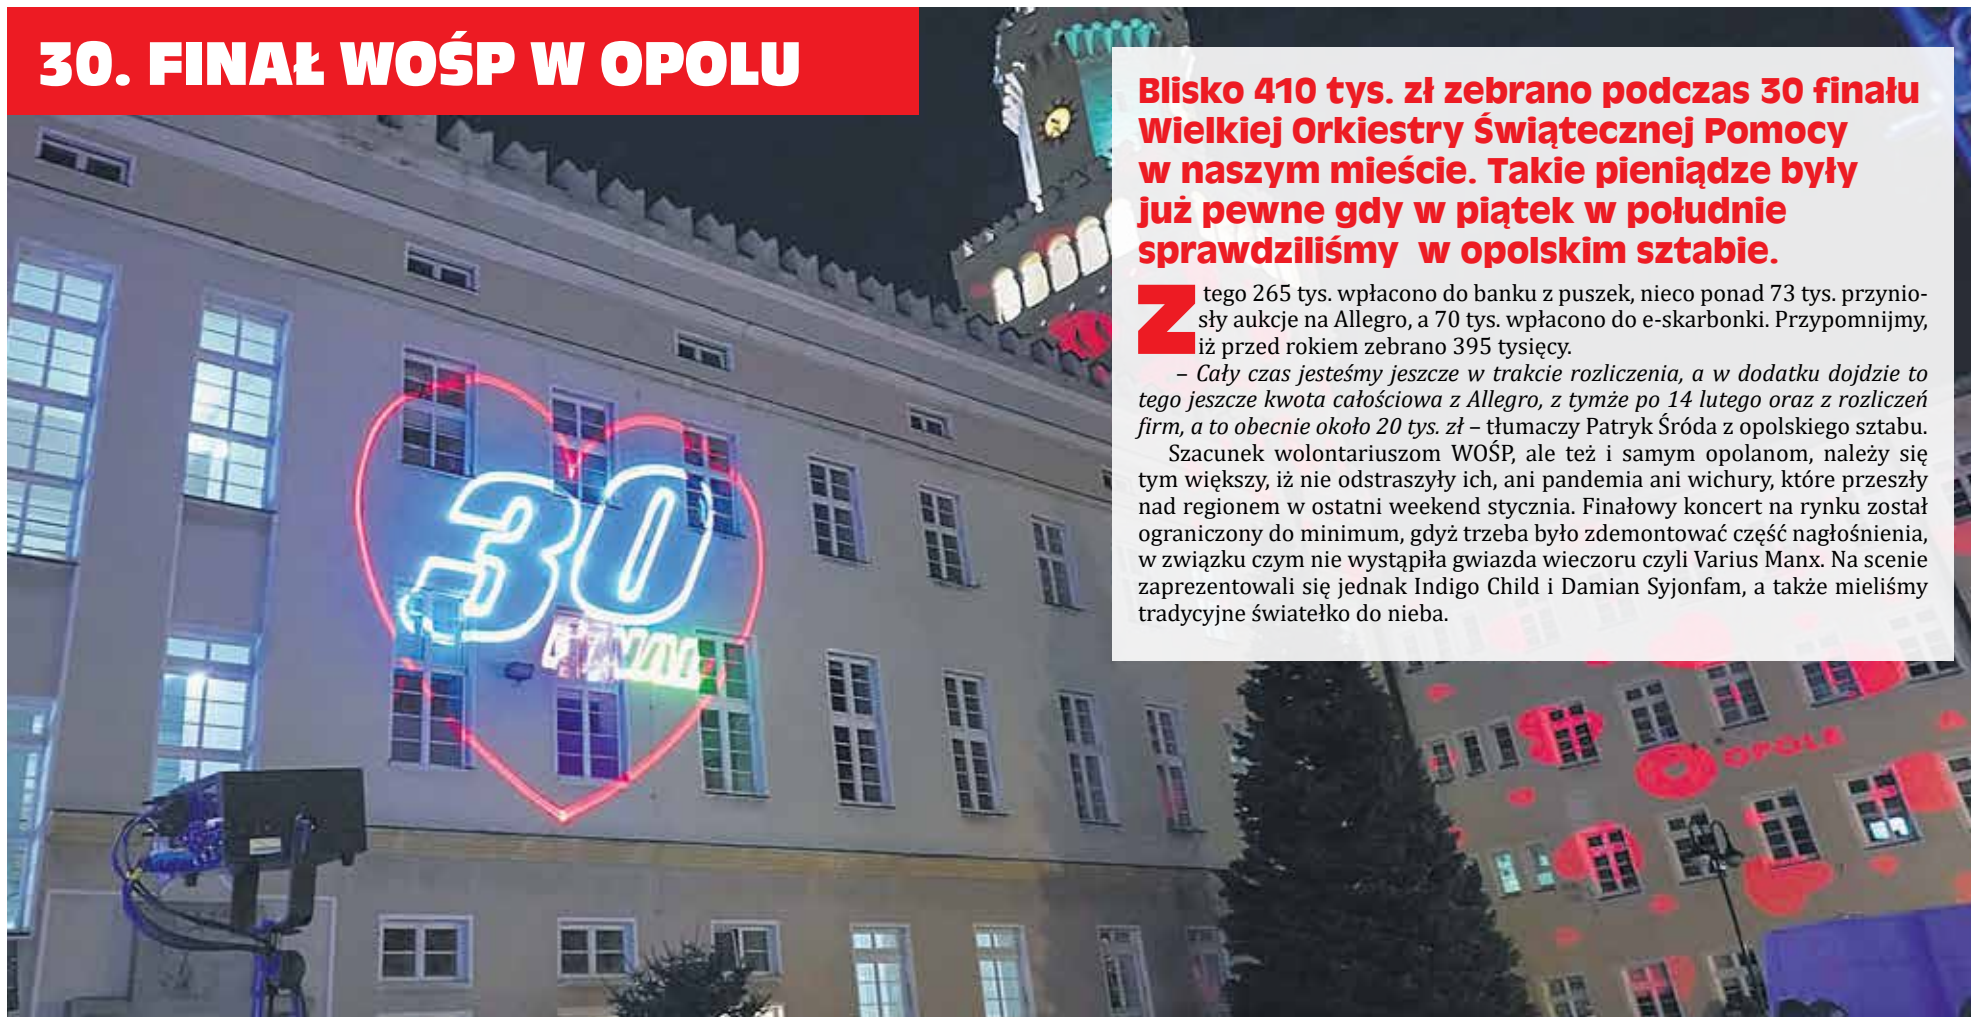 30. FINAŁ WOŚP W OPOLU
Blisko 410 tys. zł zebrano podczas 30 finału
Wielkiej Orkiestry Świątecznej Pomocy
w naszym mieście. Takie pieniądze były
już pewne gdy w piątek w południe
sprawdziliśmy w opolskim sztabie.
Z tego 265 tys. wpłacono do banku z puszek, nieco ponad 73 tys. przynio-
sły aukcje na Allegro, a 70 tys. wpłacono do e-skarbonki. Przypomnijmy,
iż przed rokiem zebrano 395 tysięcy.
– Cały czas jesteśmy jeszcze w trakcie rozliczenia, a w dodatku dojdzie to
tego jeszcze kwota całościowa z Allegro, z tymże po 14 lutego oraz z rozliczeń
firm, a to obecnie około 20 tys. zł – tłumaczy Patryk Śróda z opolskiego sztabu.
Szacunek wolontariuszom WOŚP, ale też i samym opolanom, należy się
tym większy, iż nie odstraszyły ich, ani pandemia ani wichury, które przeszły
nad regionem w ostatni weekend stycznia. Finałowy koncert na rynku został
ograniczony do minimum, gdyż trzeba było zdemontować część nagłośnienia,
w związku czym nie wystąpiła gwiazda wieczoru czyli Varius Manx. Na scenie
zaprezentowali się jednak Indigo Child i Damian Syjonfam, a także mieliśmy
tradycyjne światełko do nieba.
30
FINAŁ
OPOLE